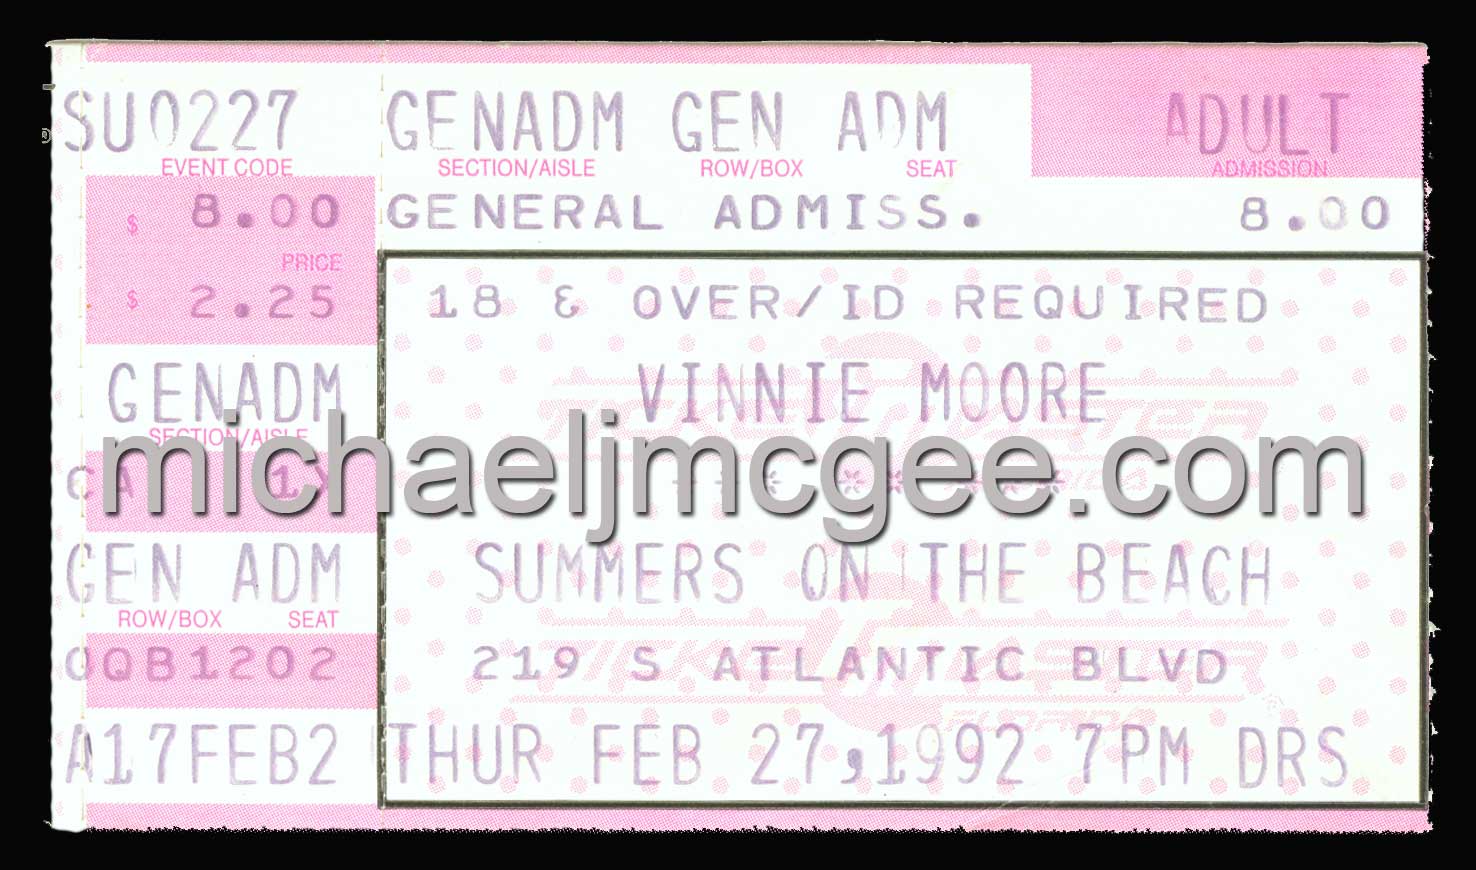 SU0227 GENADM GEN ADM ADULT
EVENT CODE SECTION/AISLE ROW/BOX SEAT ADMISSION
$ 8.00 GENERAL ADMISS. 8.00
PRICE
$ 2.25 18 & OVER/ID REQUIRED
GENADM VINNIE MOORE
SECTION/AISLE
michaeljmcgee.com
CA 1X
GEN ADM SUMMERS ON THE BEACH
ROW/BOX SEAT
0QB1202 219 S ATLANTIC BLVD
A17FEB2 THUR FEB 27,1992 7PM DRS